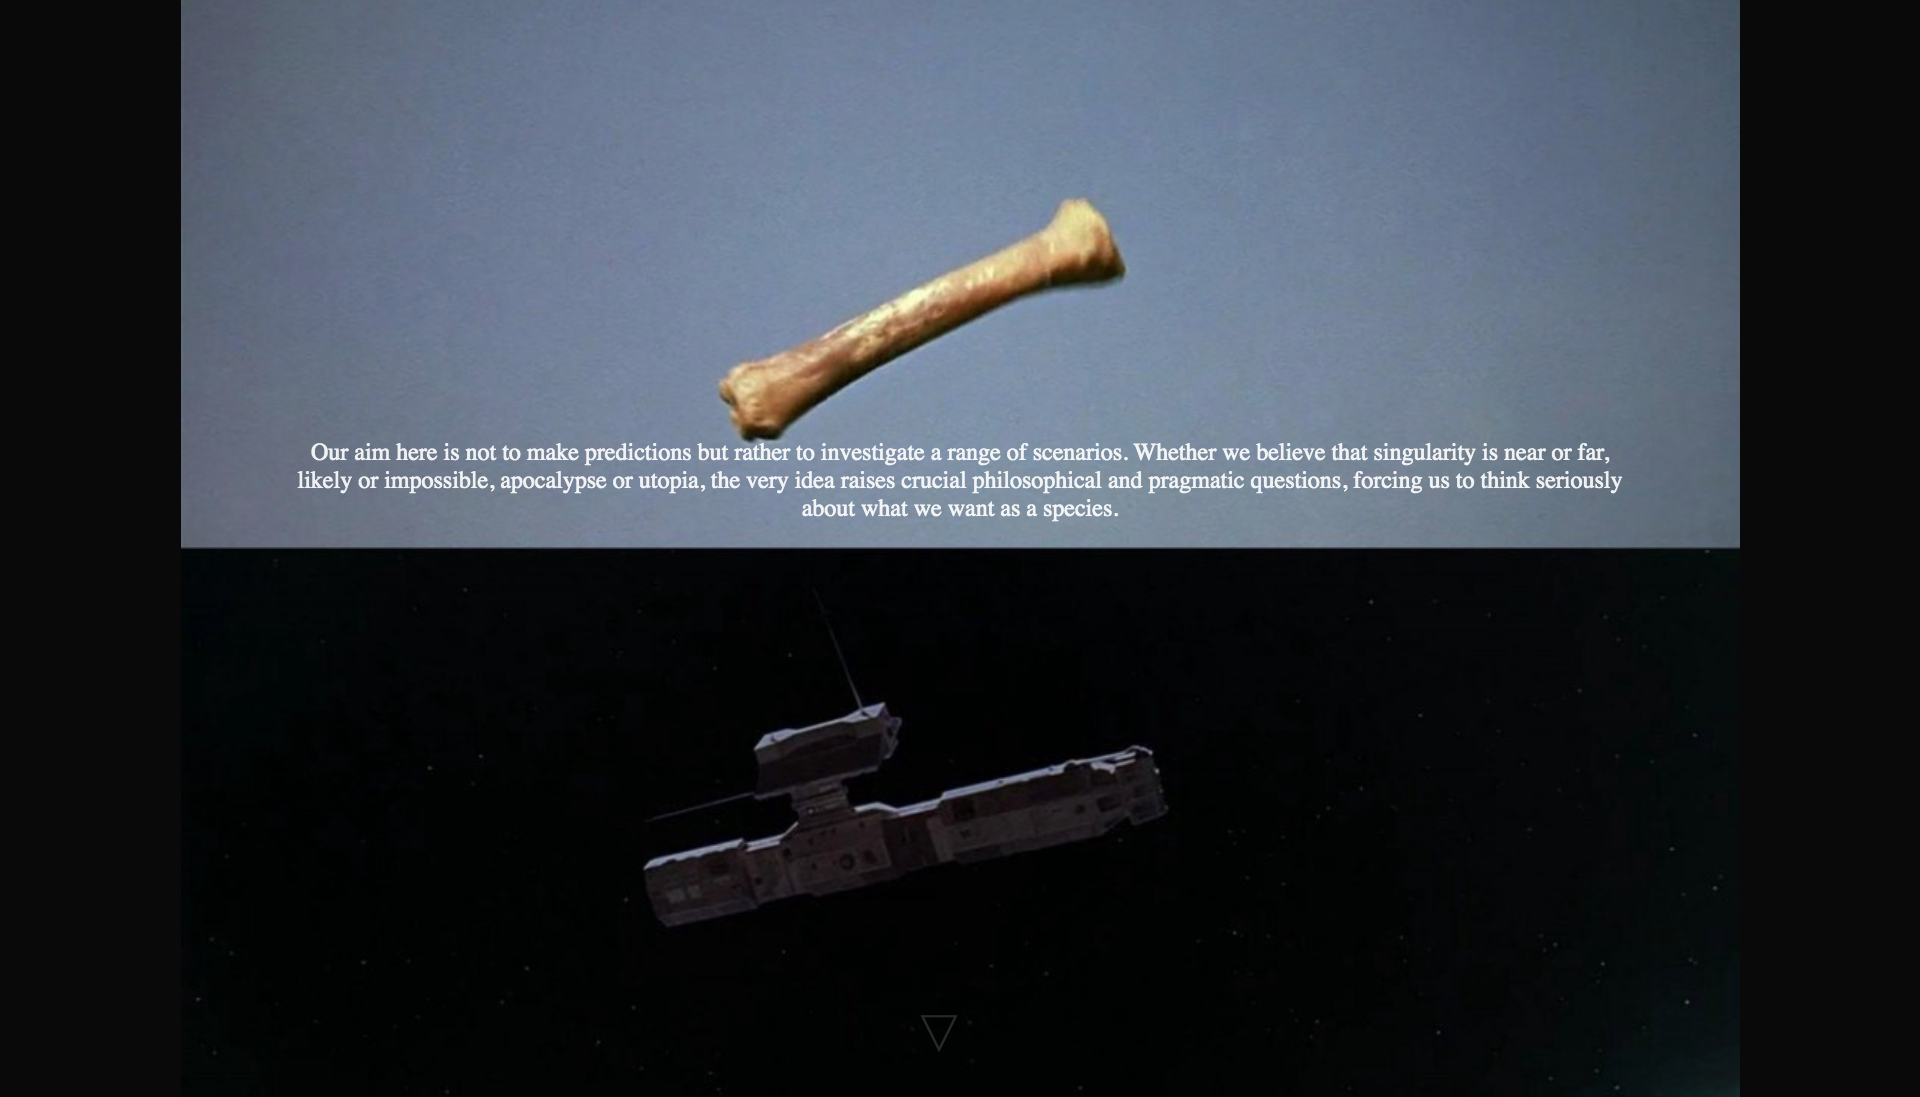 Our aim here is not to make predictions but rather to investigate a range of scenarios. Whether we believe that singularity is near or far,
likely or impossible, apocalypse or utopia, the very idea raises crucial philosophical and pragmatic questions, forcing us to think seriously
about what we want as a species.